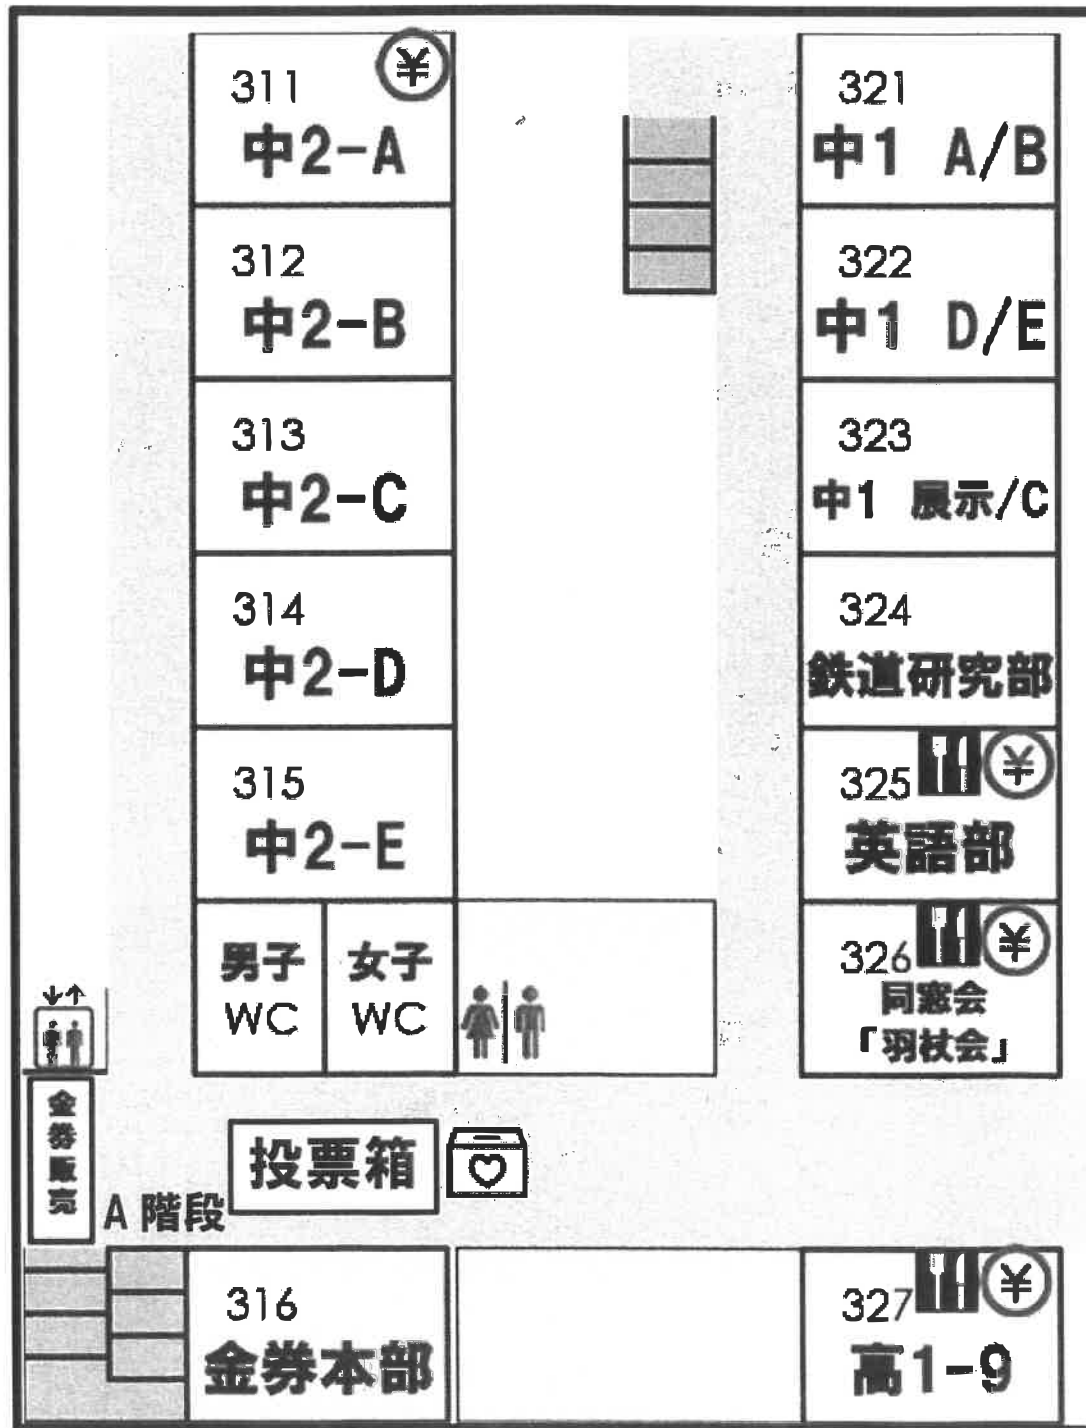 311 ¥
中2-A
312
中2-B
313
中2-C
314
中2-D
315
中2-E
男子
WC
女子
WC
321
中1 A/B
322
中1 D/E
323
中1 展示/C
324
鉄道研究部
325 ¥
英語部
326 ¥
同窓会
「羽杖会」
金券販売
投票箱
A 階段
316
金券本部
327 ¥
高1-9